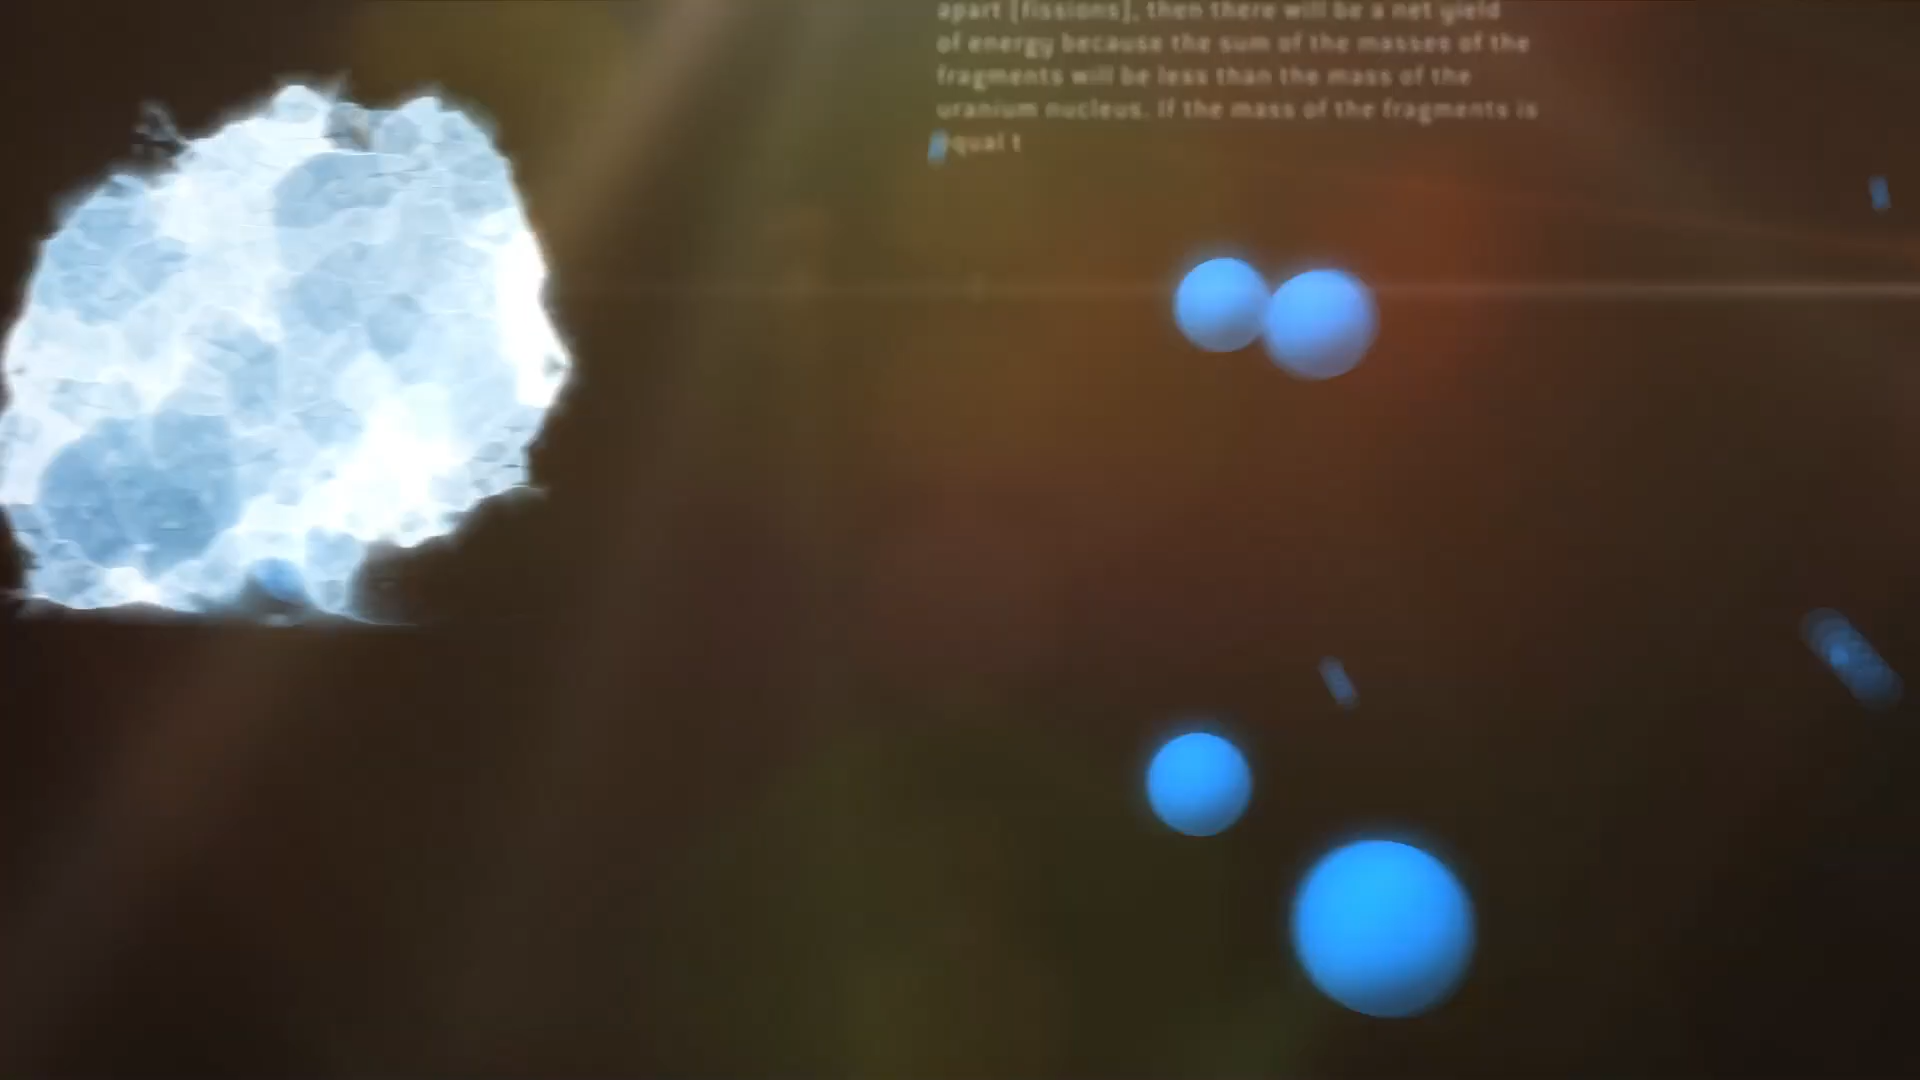 apart [fissions], then there will be a net yield
of energy because the sum of the masses of the
fragments will be less than the mass of the
uranium nucleus. If the mass of the fragments is
equal t